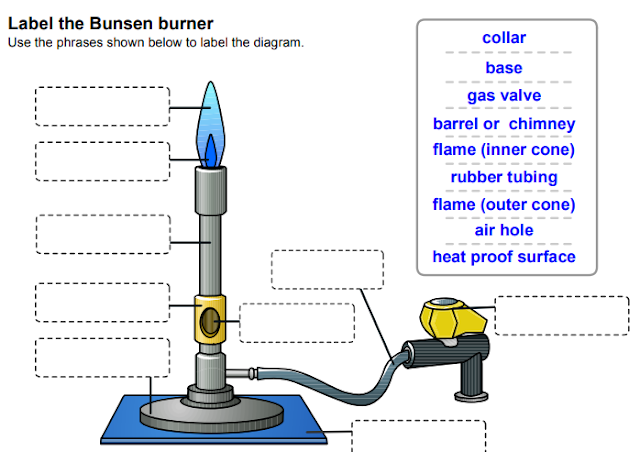 Label the Bunsen burner
Use the phrases shown below to label the diagram.
collar
base
gas valve
barrel or chimney
flame (inner cone)
rubber tubing
flame (outer cone)
air hole
heat proof surface